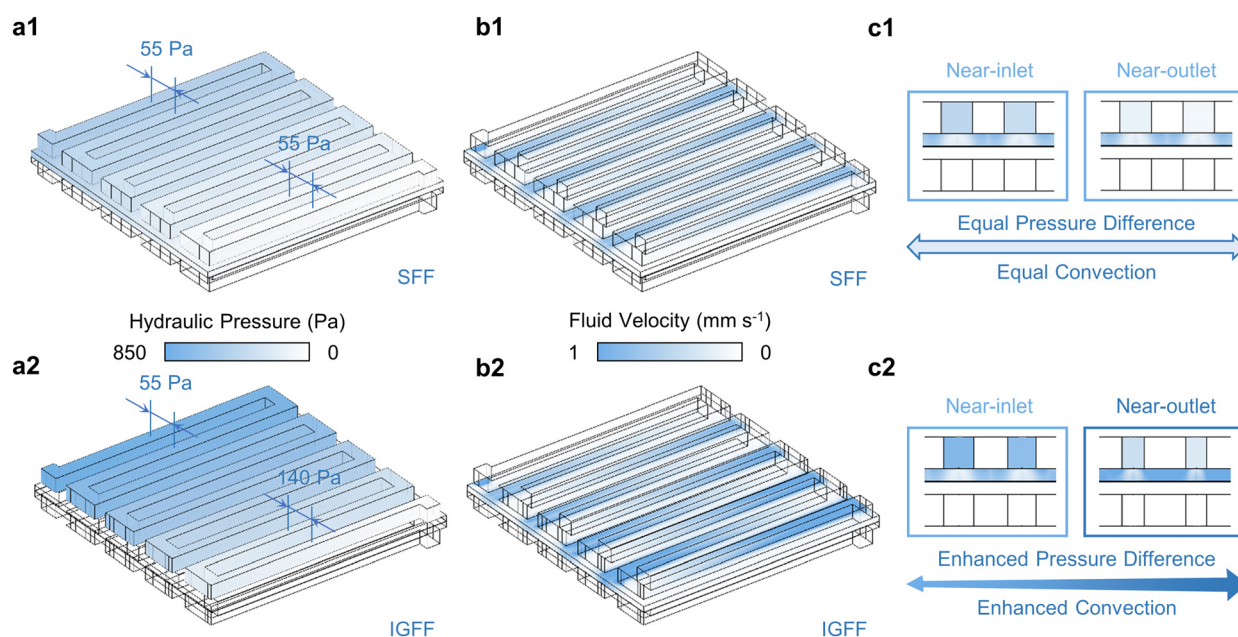 a1
55 Pa
55 Pa
SFF
b1
SFF
c1
Near-inlet
Near-outlet
Equal Pressure Difference
Equal Convection
Hydraulic Pressure (Pa)
850
0
Fluid Velocity (mm s⁻¹)
1
0
a2
55 Pa
140 Pa
IGFF
b2
IGFF
c2
Near-inlet
Near-outlet
Enhanced Pressure Difference
Enhanced Convection